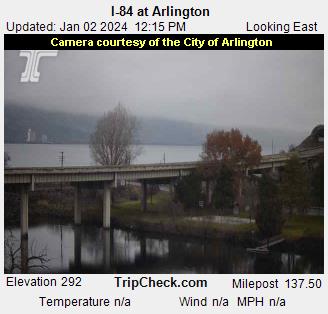 I-84 at Arlington
Updated: Jan 02 2024 12:15 PM Looking East
Camera courtesy of the City of Arlington
Elevation 292 TripCheck.com Milepost 137.50
Temperature n/a Wind n/a MPH n/a